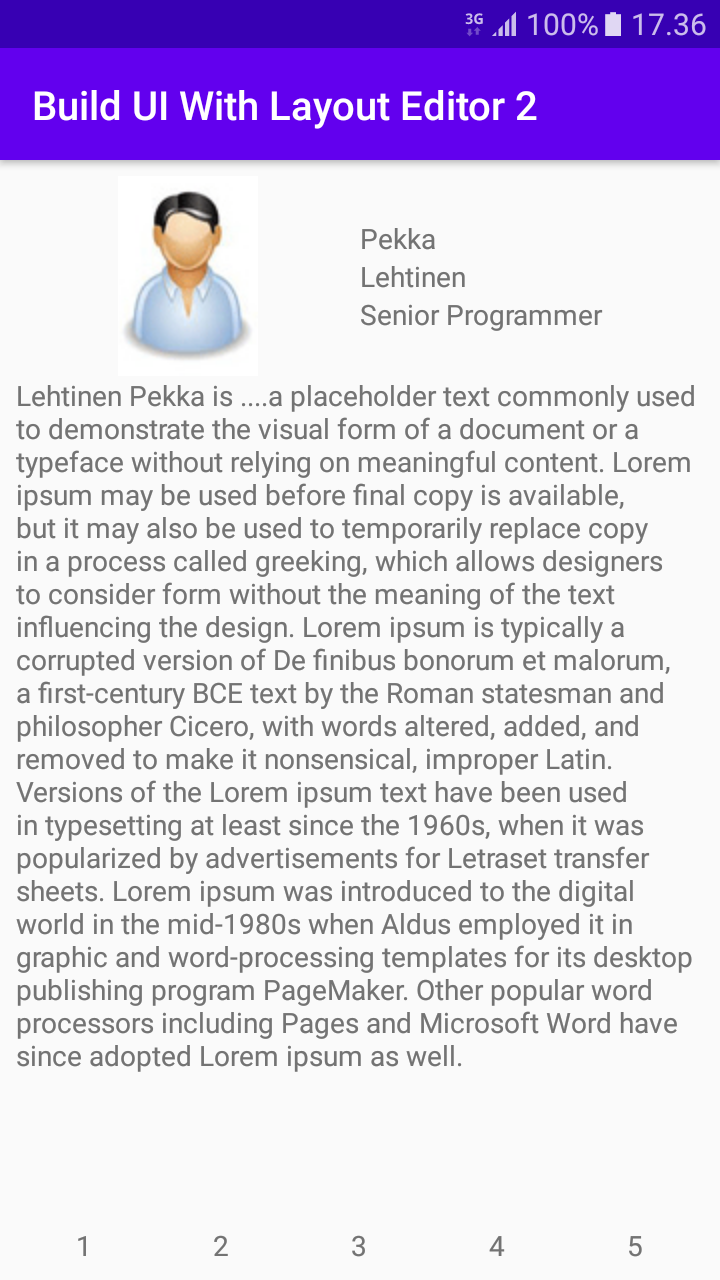 3G 100% 17.36
Build UI With Layout Editor 2
Pekka
Lehtinen
Senior Programmer
Lehtinen Pekka is ....a placeholder text commonly used
to demonstrate the visual form of a document or a
typeface without relying on meaningful content. Lorem
ipsum may be used before final copy is available,
but it may also be used to temporarily replace copy
in a process called greeking, which allows designers
to consider form without the meaning of the text
influencing the design. Lorem ipsum is typically a
corrupted version of De finibus bonorum et malorum,
a first-century BCE text by the Roman statesman and
philosopher Cicero, with words altered, added, and
removed to make it nonsensical, improper Latin.
Versions of the Lorem ipsum text have been used
in typesetting at least since the 1960s, when it was
popularized by advertisements for Letraset transfer
sheets. Lorem ipsum was introduced to the digital
world in the mid-1980s when Aldus employed it in
graphic and word-processing templates for its desktop
publishing program PageMaker. Other popular word
processors including Pages and Microsoft Word have
since adopted Lorem ipsum as well.
1 2 3 4 5